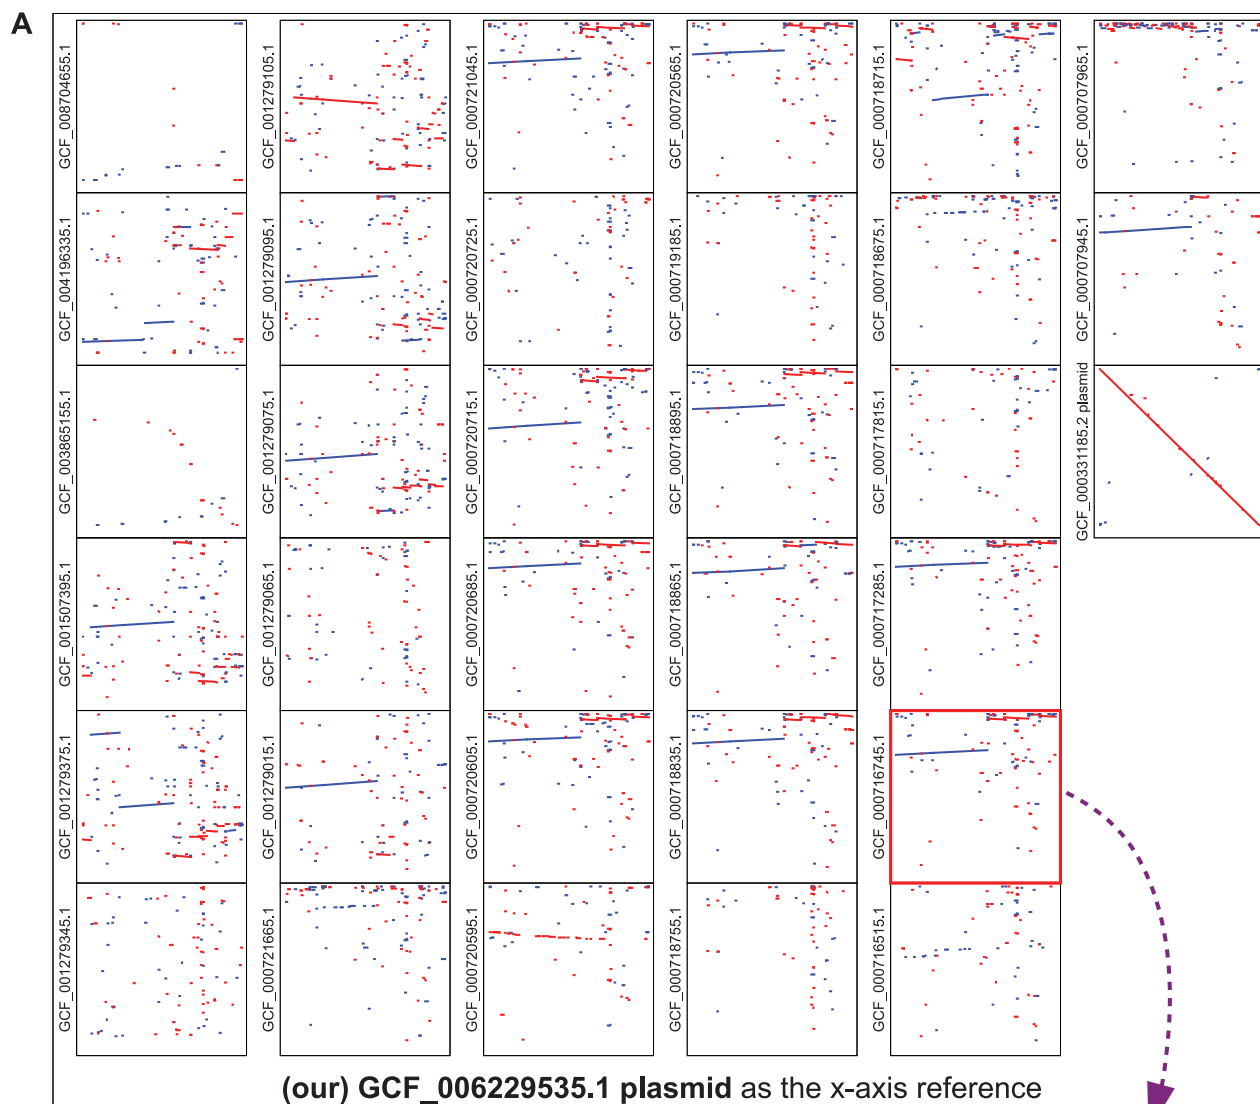 A
GCF_008704655.1
GCF_001279105.1
GCF_000721045.1
GCF_000720565.1
GCF_000718715.1
GCF_000707965.1
GCF_004196335.1
GCF_001279095.1
GCF_000720725.1
GCF_000719185.1
GCF_000718675.1
GCF_000707945.1
GCF_003865155.1
GCF_001279075.1
GCF_000720715.1
GCF_000718895.1
GCF_000717815.1
GCF_000331185.2 plasmid
GCF_001507395.1
GCF_001279065.1
GCF_000720685.1
GCF_000718865.1
GCF_000717285.1
GCF_001279375.1
GCF_001279015.1
GCF_000720605.1
GCF_000718835.1
GCF_000716745.1
GCF_001279345.1
GCF_000721665.1
GCF_000720595.1
GCF_000718755.1
GCF_000716515.1
(our) GCF_006229535.1 plasmid as the x-axis reference